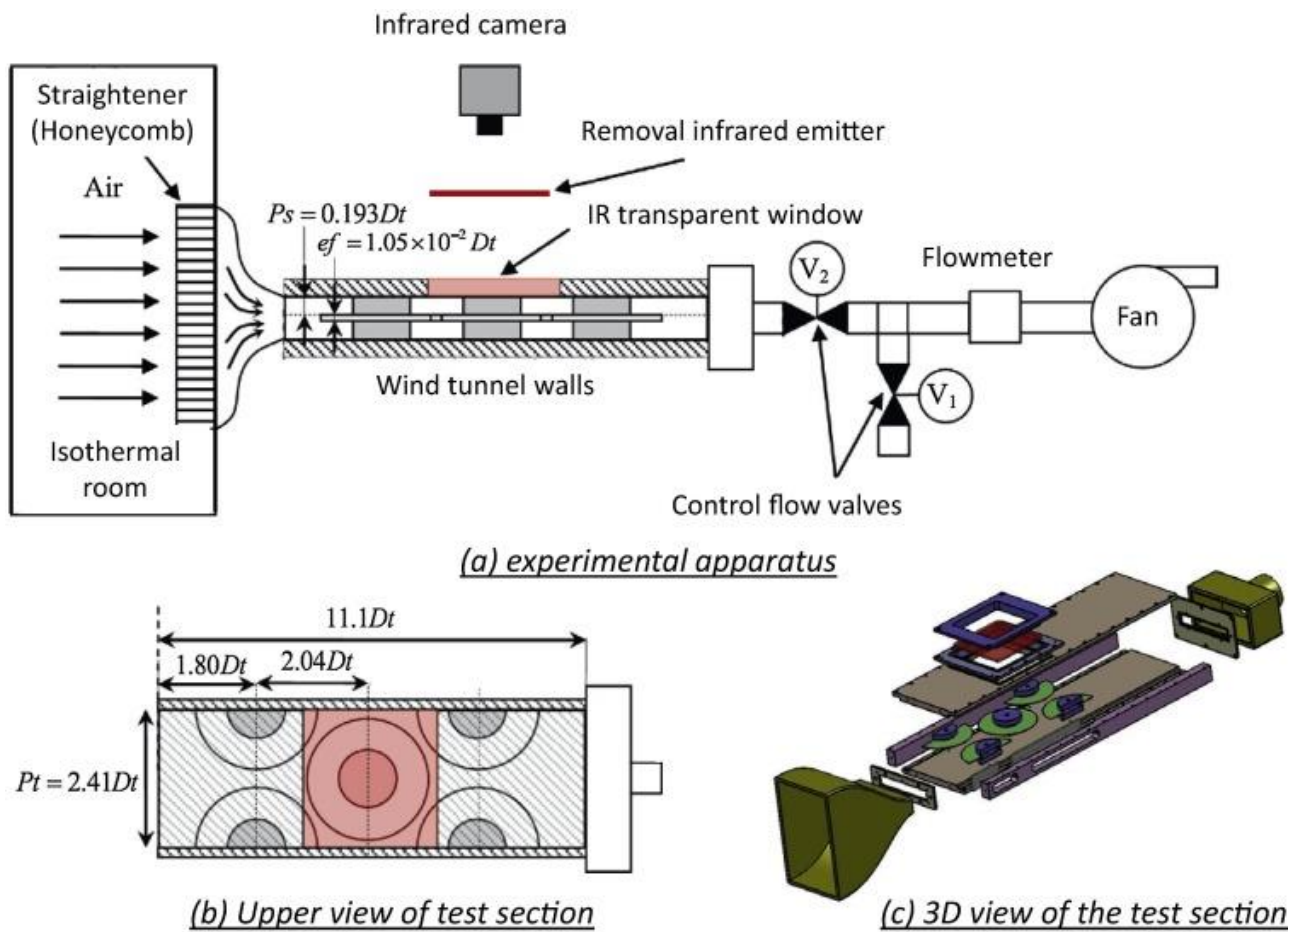 Infrared camera
Straightener
(Honeycomb)
Removal infrared emitter
Air
Ps = 0.193Dt
IR transparent window
ef = 1.05×10⁻² Dt
V₂
Flowmeter
Fan
Wind tunnel walls
V₁
Isothermal
room
Control flow valves
(a) experimental apparatus
11.1Dt
1.80Dt
2.04Dt
Pt = 2.41Dt
(b) Upper view of test section
(c) 3D view of the test section